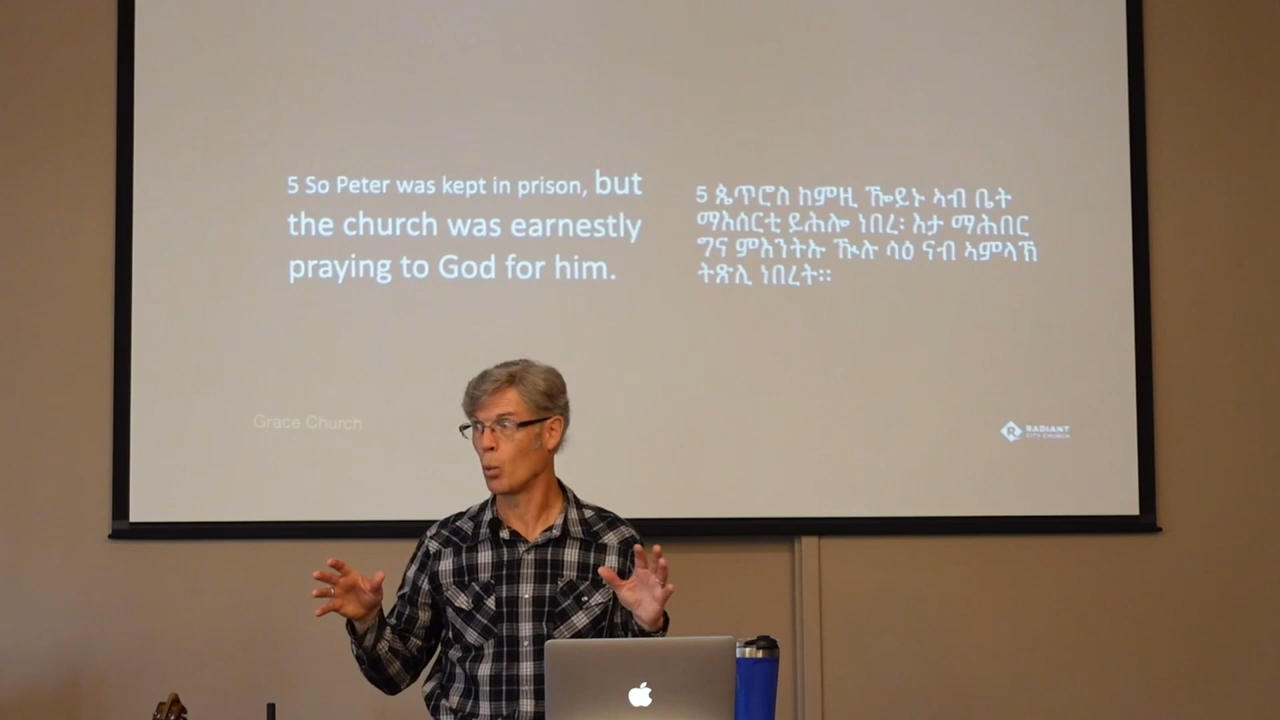 5 So Peter was kept in prison, but
the church was earnestly
praying to God for him.
5 ጴጥሮስ ከምዚ ዀይኑ ኣብ ቤት
ማእሰርቲ ይሕሎ ነበረ፡ እታ ማሕበር
ግና ምእንትኡ ዂሉ ሳዕ ናብ ኣምላኽ
ትጽሊ ነበረት።
Grace Church
RADIANT
CITY CHURCH